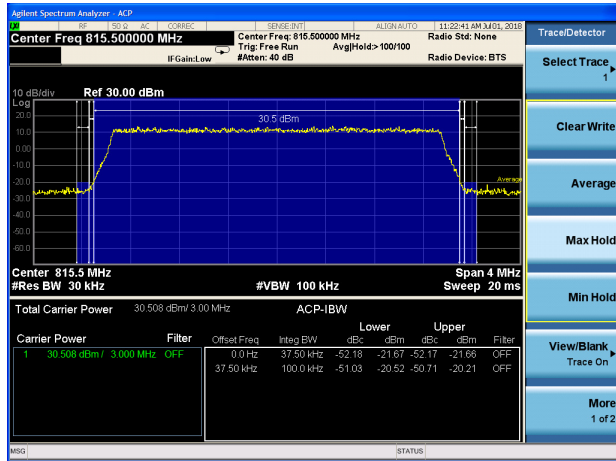 Agilent Spectrum Analyzer - ACP
RF 50 Ω AC CORREC SENSE:INT ALIGN AUTO 11:22:41 AM Jul 01, 2018
Center Freq 815.500000 MHz
Center Freq: 815.500000 MHz
Radio Std: None
Trig: Free Run Avg|Hold:> 100/100
IFGain:Low #Atten: 40 dB Radio Device: BTS
10 dB/div Ref 30.00 dBm
Log
20.0
30.5 dBm
10.0
0.00
-10.0
Average
-20.0
-30.0
-40.0
-50.0
-60.0
Center 815.5 MHz Span 4 MHz
#Res BW 30 kHz #VBW 100 kHz Sweep 20 ms
Total Carrier Power 30.508 dBm/ 3.00 MHz ACP-IBW
Lower Upper
Carrier Power Filter Offset Freq Integ BW dBc dBm dBc dBm Filter
1 30.508 dBm / 3.000 MHz OFF 0.0 Hz 37.50 kHz -52.18 -21.67 -52.17 -21.66 OFF
37.50 kHz 100.0 kHz -51.03 -20.52 -50.71 -20.21 OFF
MSG STATUS
Trace/Detector
Select Trace
1
Clear Write
Average
Max Hold
Min Hold
View/Blank
Trace On
More
1 of 2